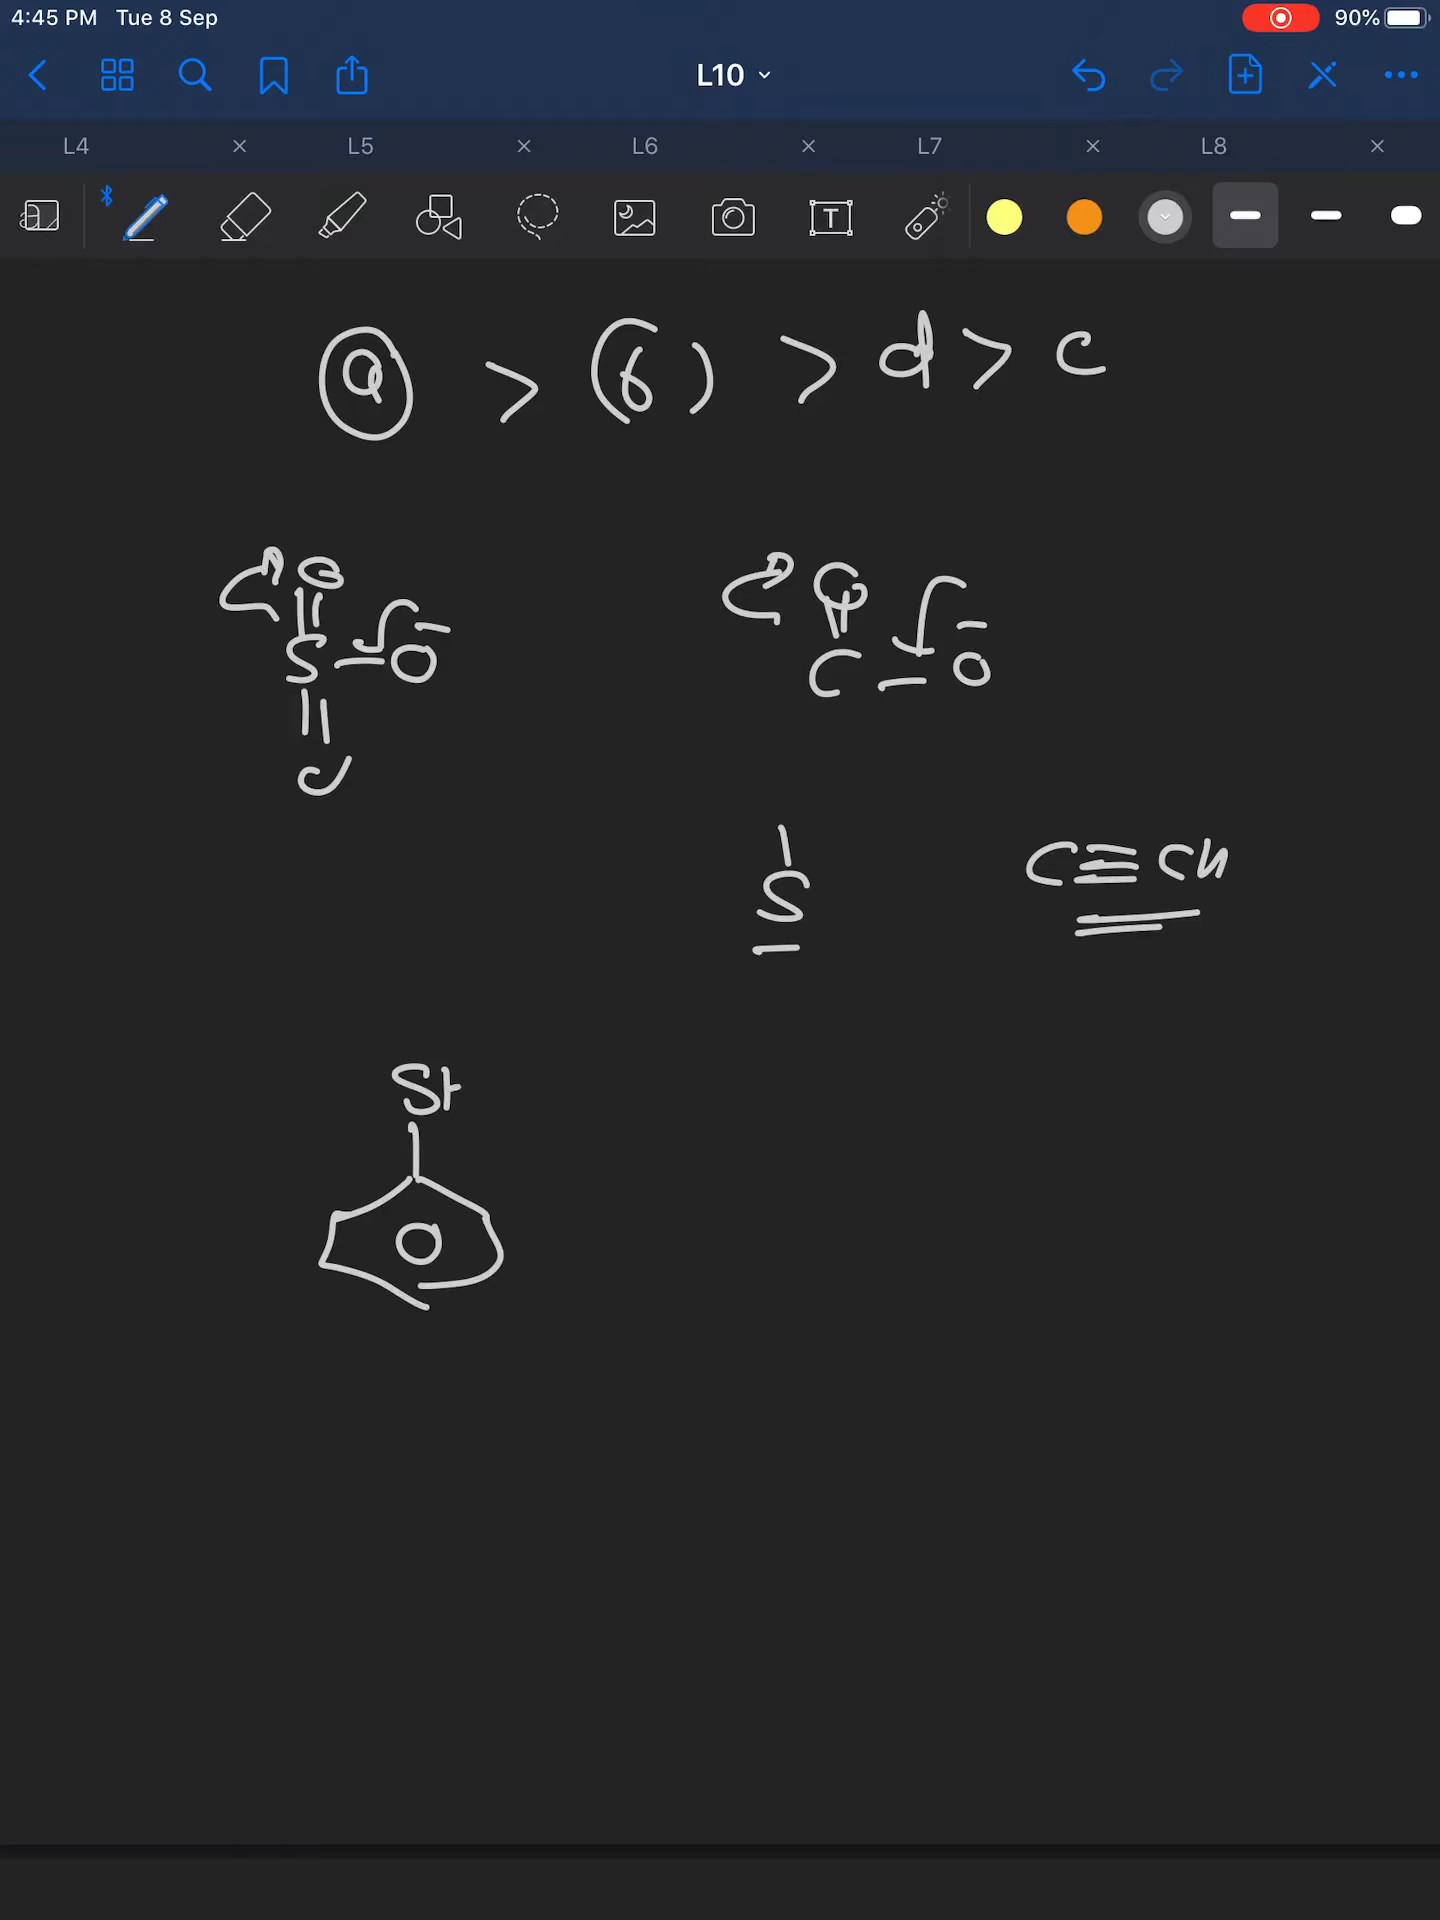 4:45 PM Tue 8 Sep 90%
L10
L4 L5 L6 L7 L8
T
a > (b) > d > c
O O
S - O⁻ C - O⁻
O
S⁻ C≡CH
SH